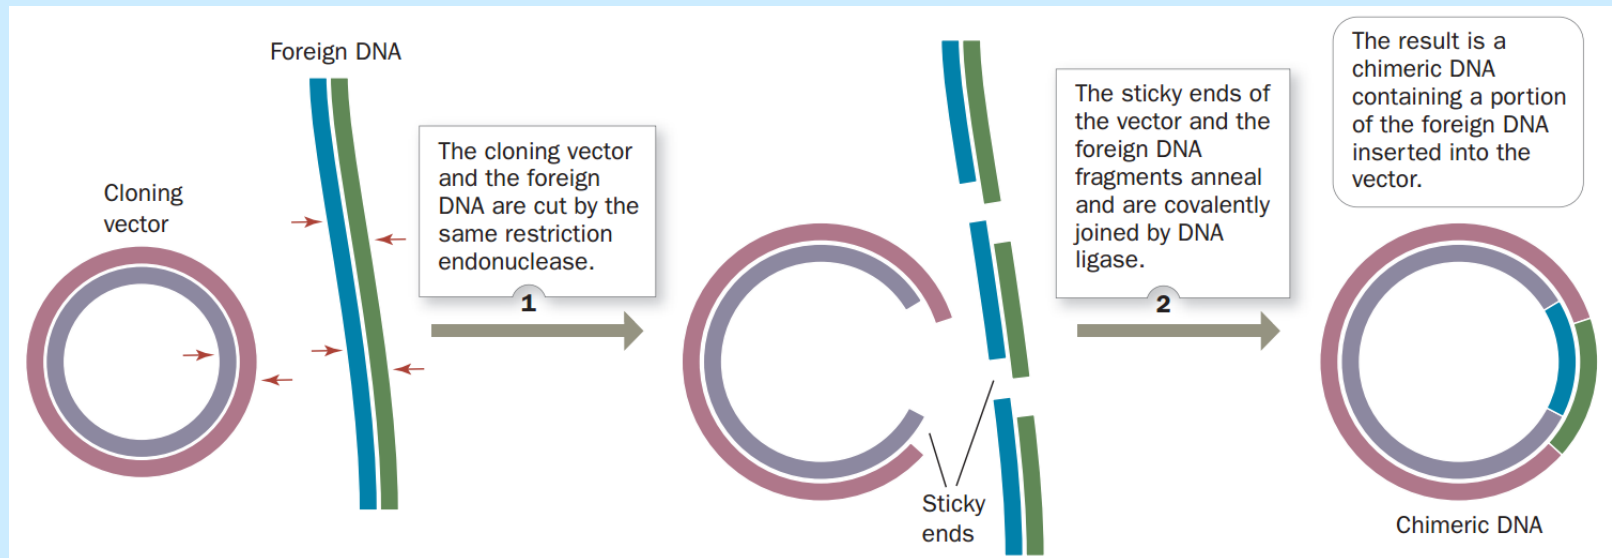 Foreign DNA
Cloning
vector
The cloning vector
and the foreign
DNA are cut by the
same restriction
endonuclease.
1
Sticky
ends
The sticky ends of
the vector and the
foreign DNA
fragments anneal
and are covalently
joined by DNA
ligase.
2
The result is a
chimeric DNA
containing a portion
of the foreign DNA
inserted into the
vector.
Chimeric DNA